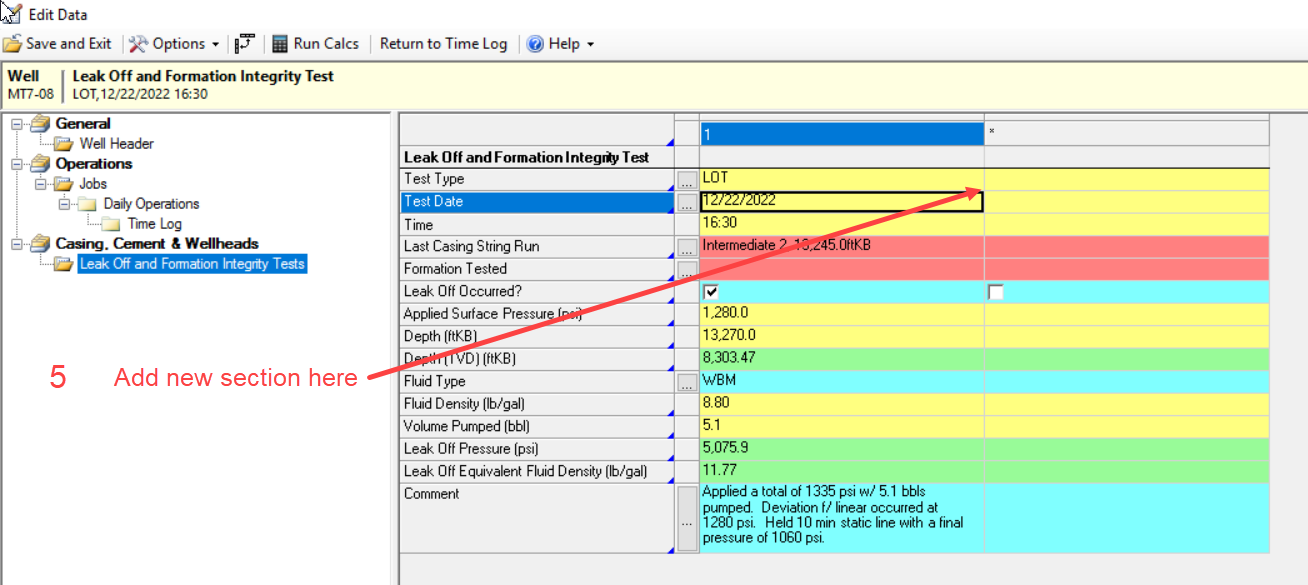 Edit Data
Save and Exit Options Run Calcs Return to Time Log Help
Well Leak Off and Formation Integrity Test
MT7-08 LOT,12/22/2022 16:30
General
Well Header
Operations
Jobs
Daily Operations
Time Log
Casing, Cement & Wellheads
Leak Off and Formation Integrity Tests
5 Add new section here
1 *
Leak Off and Formation Integrity Test
Test Type ... LOT
Test Date ... 12/22/2022
Time 16:30
Last Casing String Run ... Intermediate 2, 13,245.0ftKB
Formation Tested ...
Leak Off Occurred?
Applied Surface Pressure (psi) 1,280.0
Depth (ftKB) 13,270.0
Depth (TVD) (ftKB) 8,303.47
Fluid Type ... WBM
Fluid Density (lb/gal) 8.80
Volume Pumped (bbl) 5.1
Leak Off Pressure (psi) 5,075.9
Leak Off Equivalent Fluid Density (lb/gal) 11.77
Comment ... Applied a total of 1335 psi w/ 5.1 bbls
pumped. Deviation f/ linear occurred at
1280 psi. Held 10 min static line with a final
pressure of 1060 psi.